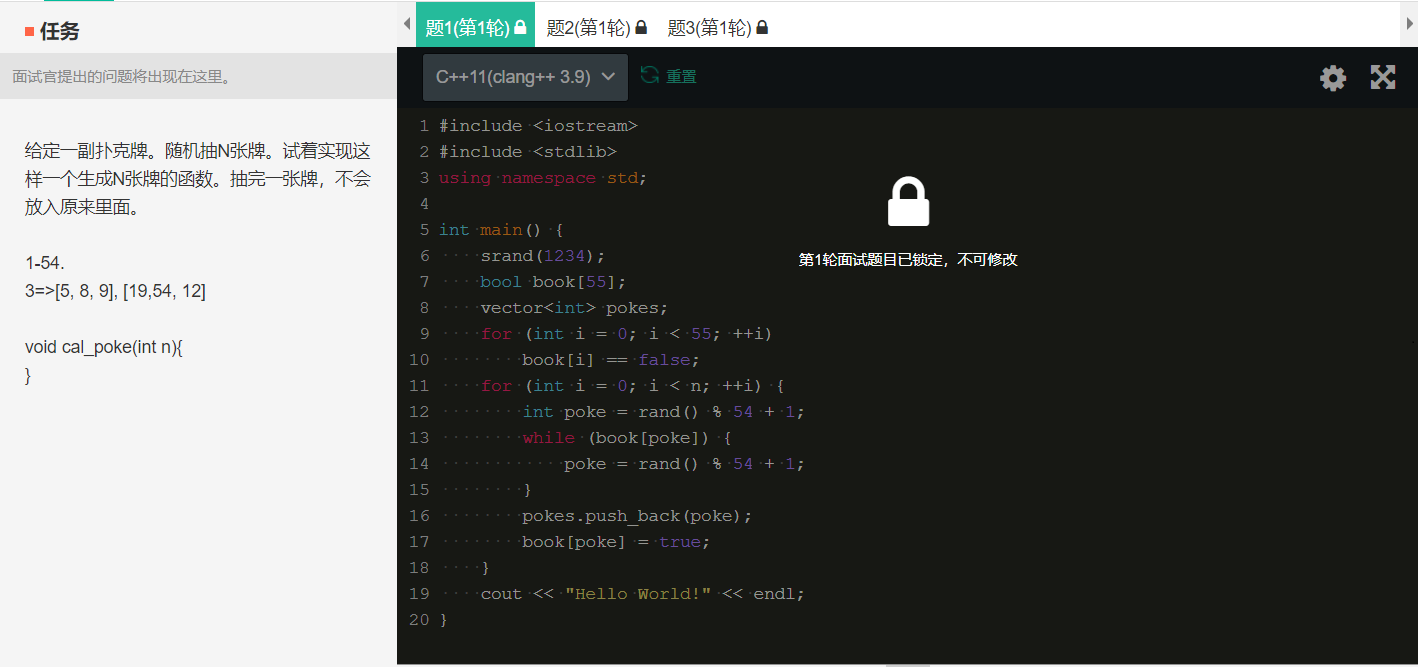 任务
面试官提出的问题将出现在这里。
给定一副扑克牌。随机抽N张牌。试着实现这
样一个生成N张牌的函数。抽完一张牌，不会
放入原来里面。
1-54.
3=>[5, 8, 9], [19,54, 12]
void cal_poke(int n){
}
题1(第1轮) 题2(第1轮) 题3(第1轮)
C++11(clang++ 3.9) 重置
1 #include <iostream>
2 #include <stdlib>
3 using namespace std;
4
5 int main() {
6     srand(1234);
7     bool book[55];
8     vector<int> pokes;
9     for (int i = 0; i < 55; ++i)
10         book[i] == false;
11     for (int i = 0; i < n; ++i) {
12         int poke = rand() % 54 + 1;
13         while (book[poke]) {
14             poke = rand() % 54 + 1;
15         }
16         pokes.push_back(poke);
17         book[poke] = true;
18     }
19     cout << "Hello World!" << endl;
20 }
第1轮面试题目已锁定，不可修改